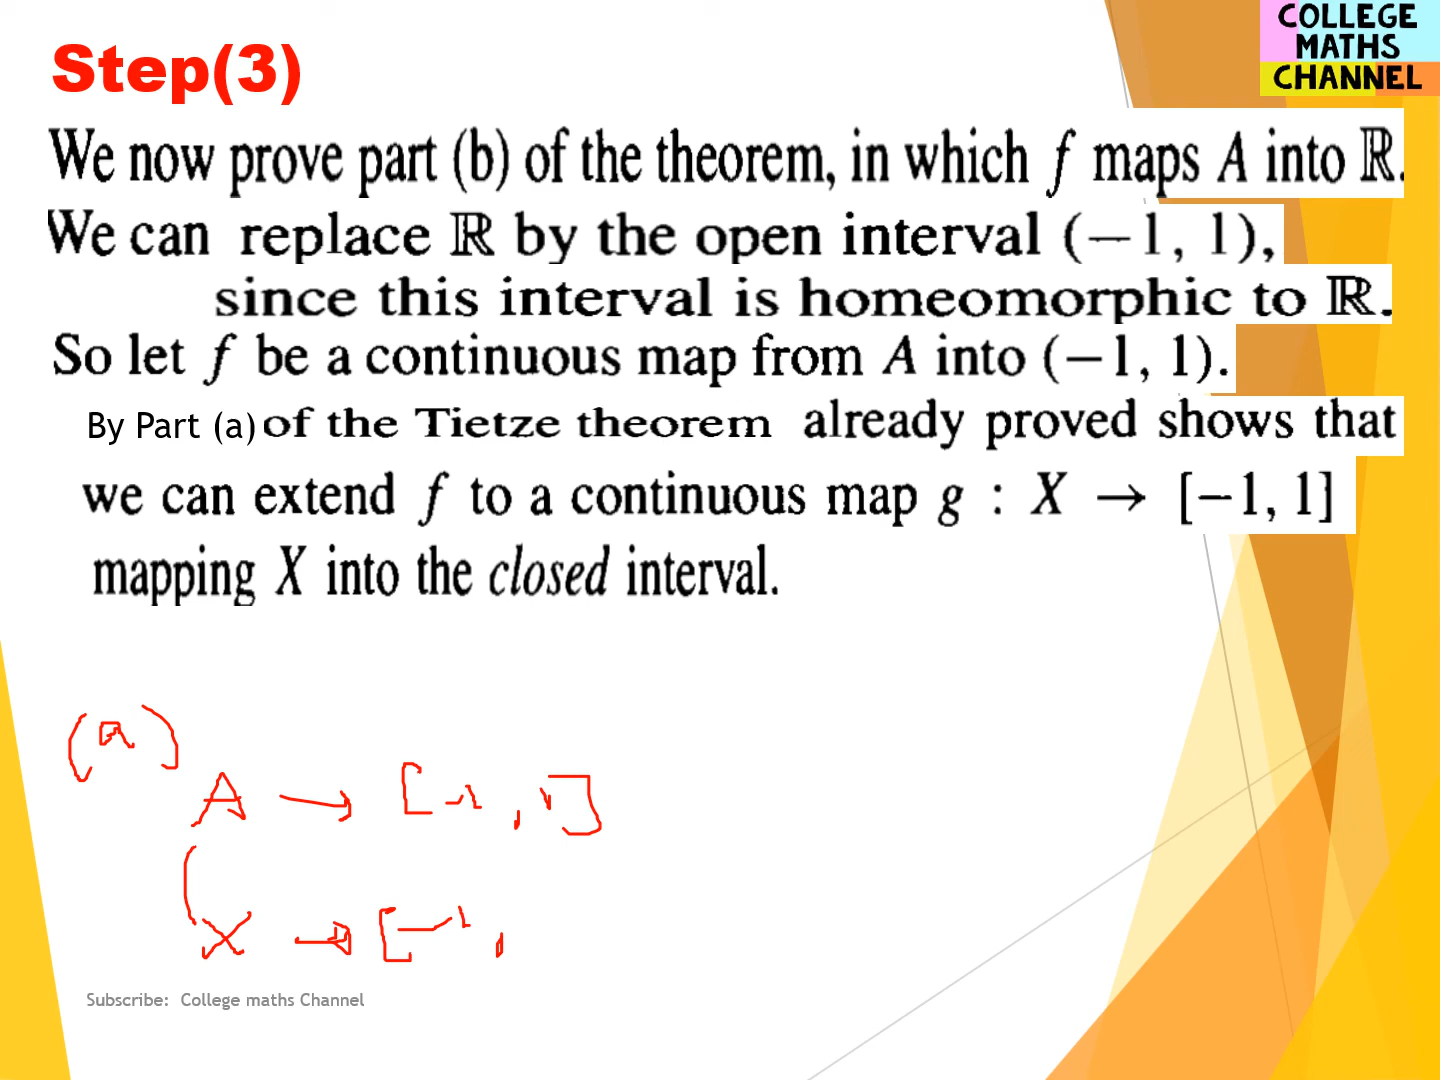 COLLEGE
MATHS
CHANNEL
Step(3)
We now prove part (b) of the theorem, in which f maps A into ℝ.
We can replace ℝ by the open interval (−1, 1),
since this interval is homeomorphic to ℝ.
So let f be a continuous map from A into (−1, 1).
By Part (a) of the Tietze theorem already proved shows that
we can extend f to a continuous map g : X → [−1, 1]
mapping X into the closed interval.
(a)
A → [-1, 1]
X → [-1,
Subscribe: College maths Channel